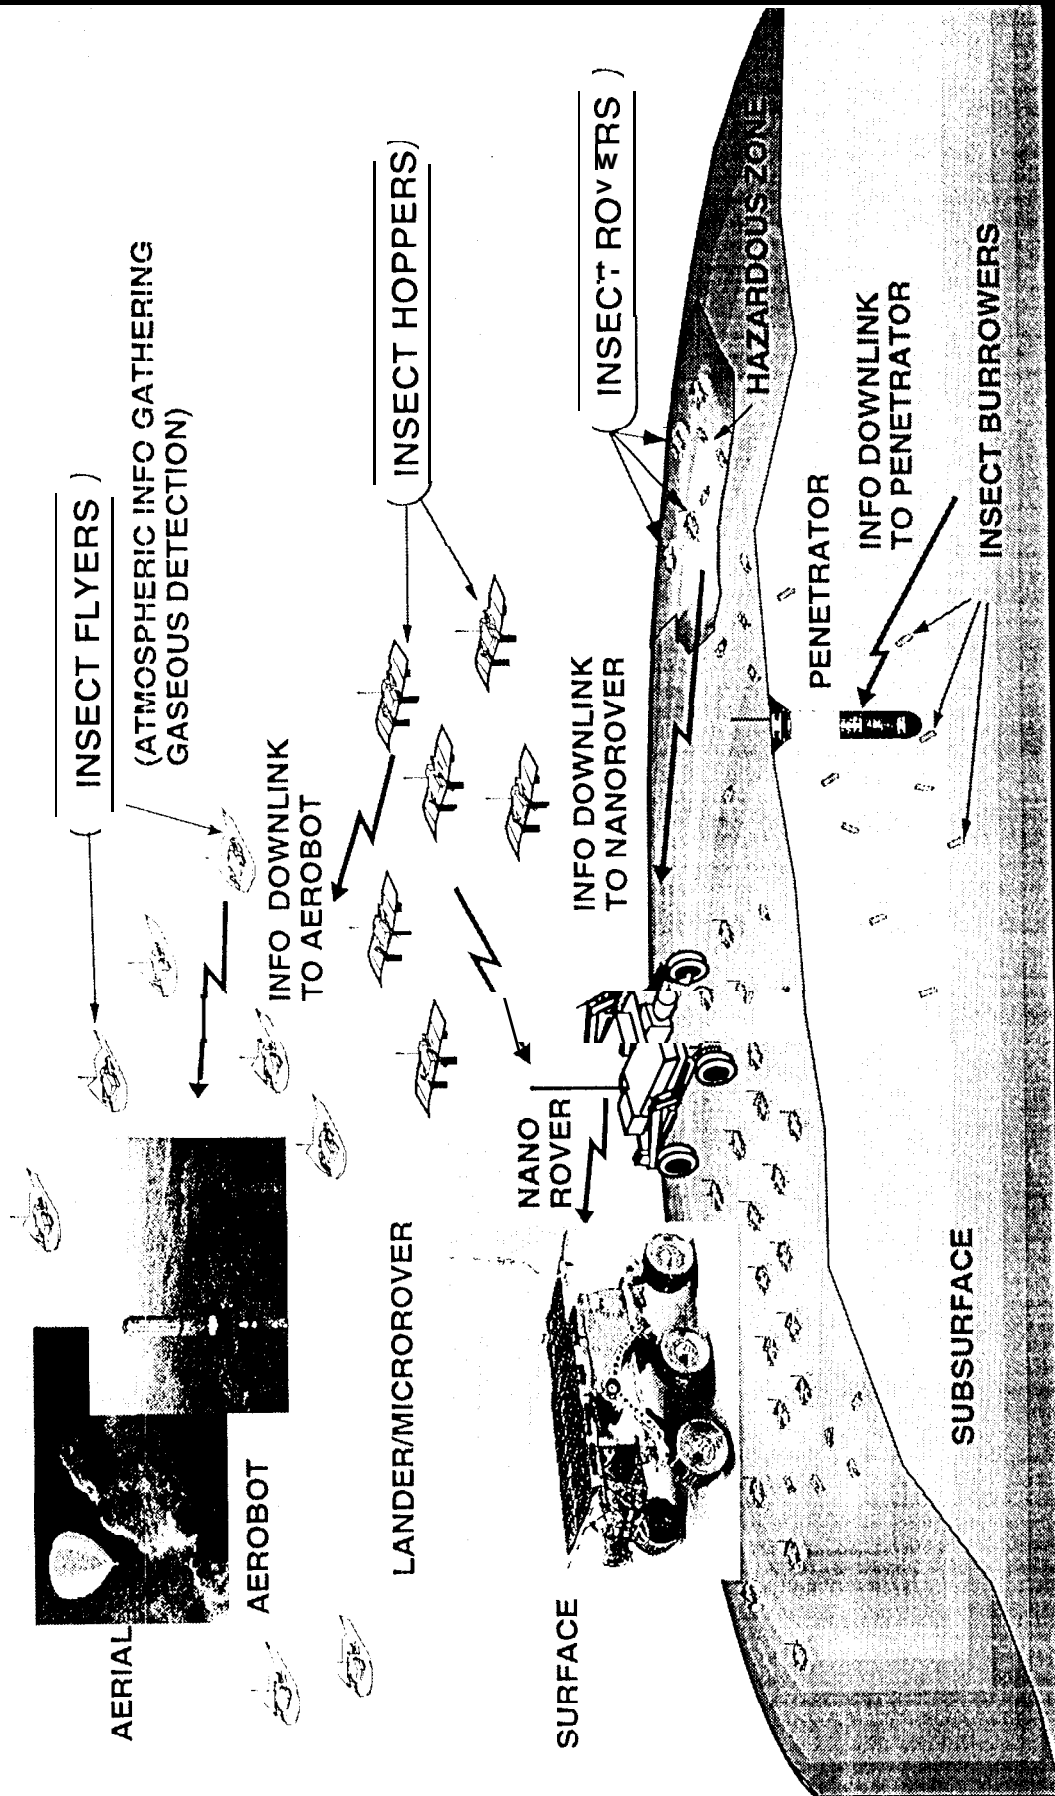 INSECT FLYERS
(ATMOSPHERIC INFO GATHERING
GASEOUS DETECTION)
AERIAL
AEROBOT
INFO DOWNLINK
TO AEROBOT
INSECT HOPPERS
LANDER/MICROROVER
NANO
ROVER
INFO DOWNLINK
TO NANOROVER
INSECT ROVERS
SURFACE
HAZARDOUS ZONE
PENETRATOR
INFO DOWNLINK
TO PENETRATOR
SUBSURFACE
INSECT BURROWERS